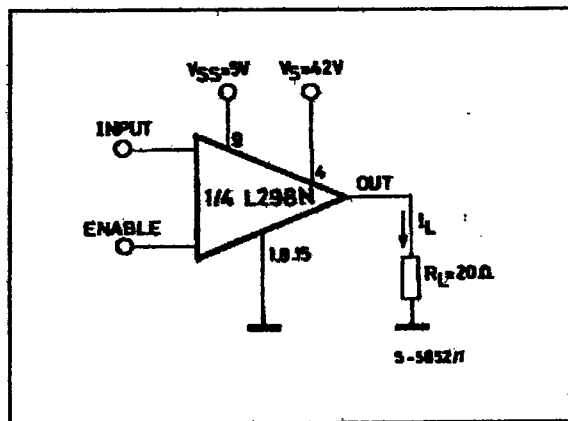 VSS=5V VS=42V
INPUT
9
4
OUT
1/4 L298N
IL
ENABLE
1.8.15
RL=20Ω
S-5852/1